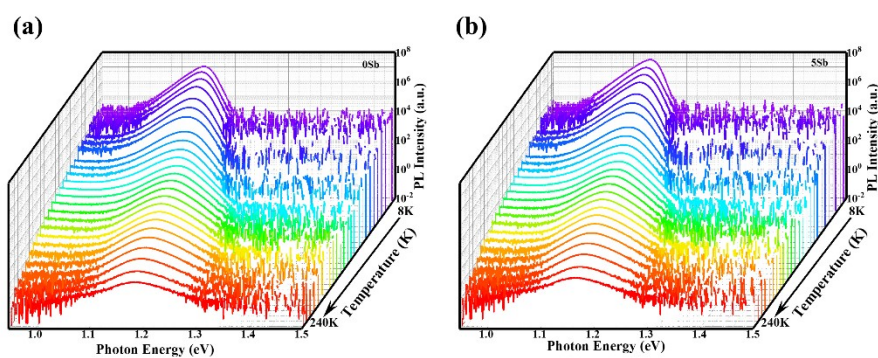 (a)
0Sb
10^8
10^6
10^4
10^2
10^0
10^-2
PL Intensity (a.u.)
8K
Temperature (K)
240K
1.0 1.1 1.2 1.3 1.4 1.5
Photon Energy (eV)
(b)
5Sb
10^8
10^6
10^4
10^2
10^0
10^-2
PL Intensity (a.u.)
8K
Temperature (K)
240K
1.0 1.1 1.2 1.3 1.4 1.5
Photon Energy (eV)